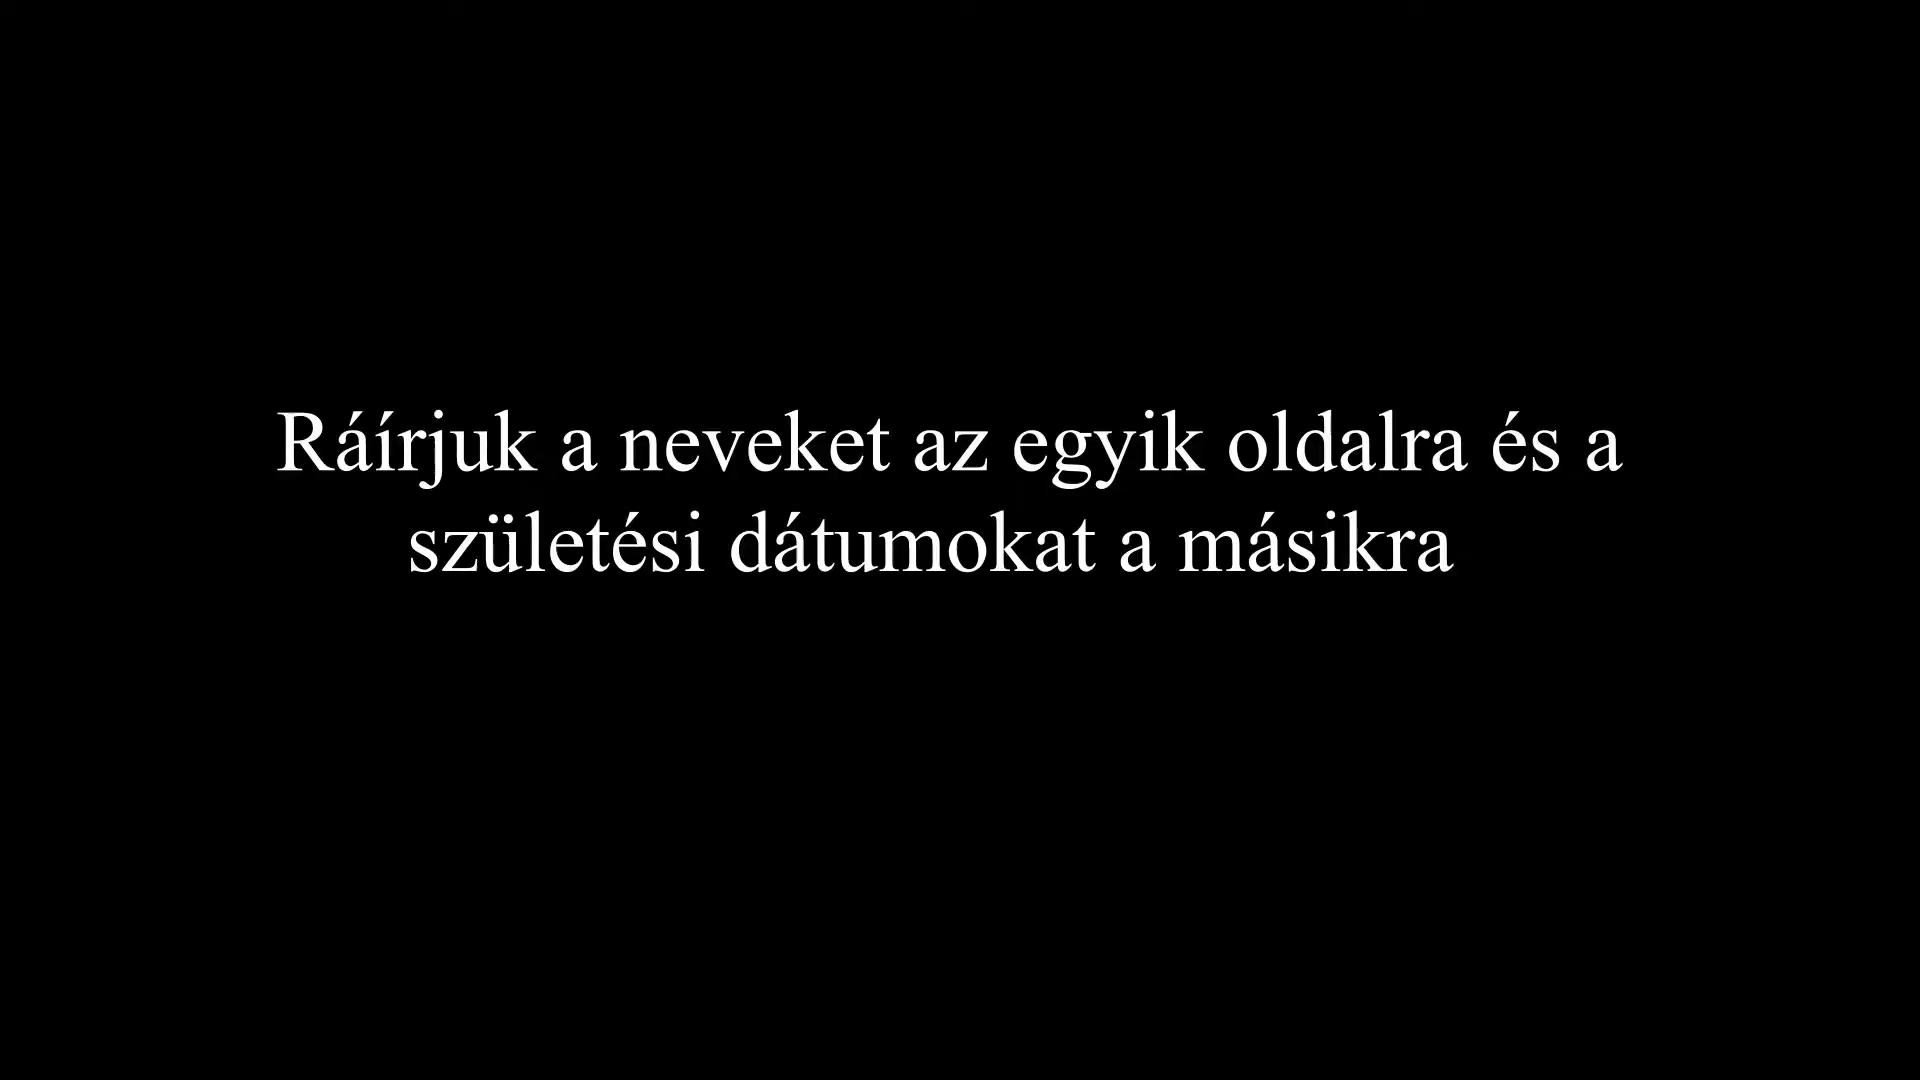 Ráírjuk a neveket az egyik oldalra és a
születési dátumokat a másikra